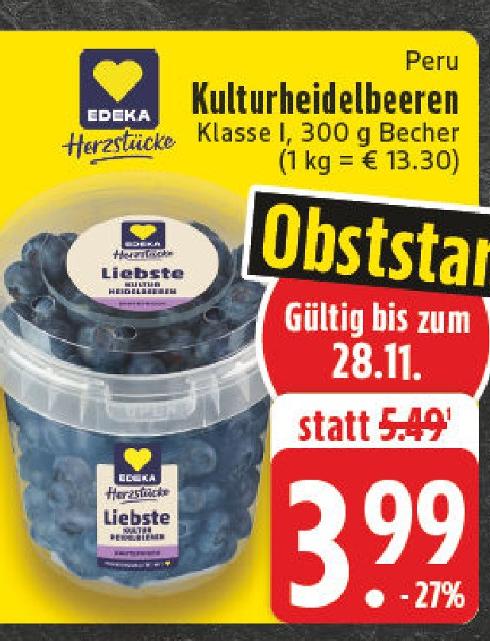 Peru
EDEKA
Herzstücke
Kulturheidelbeeren
Klasse I, 300 g Becher
(1 kg = € 13.30)
Obststar
Gültig bis zum
28.11.
statt 5.49¹
3.99
- 27%
EDEKA
Herzstücke
Liebste
KULTUR
HEIDELBEEREN
EDEKA
Herzstücke
Liebste
KULTUR
HEIDELBEEREN